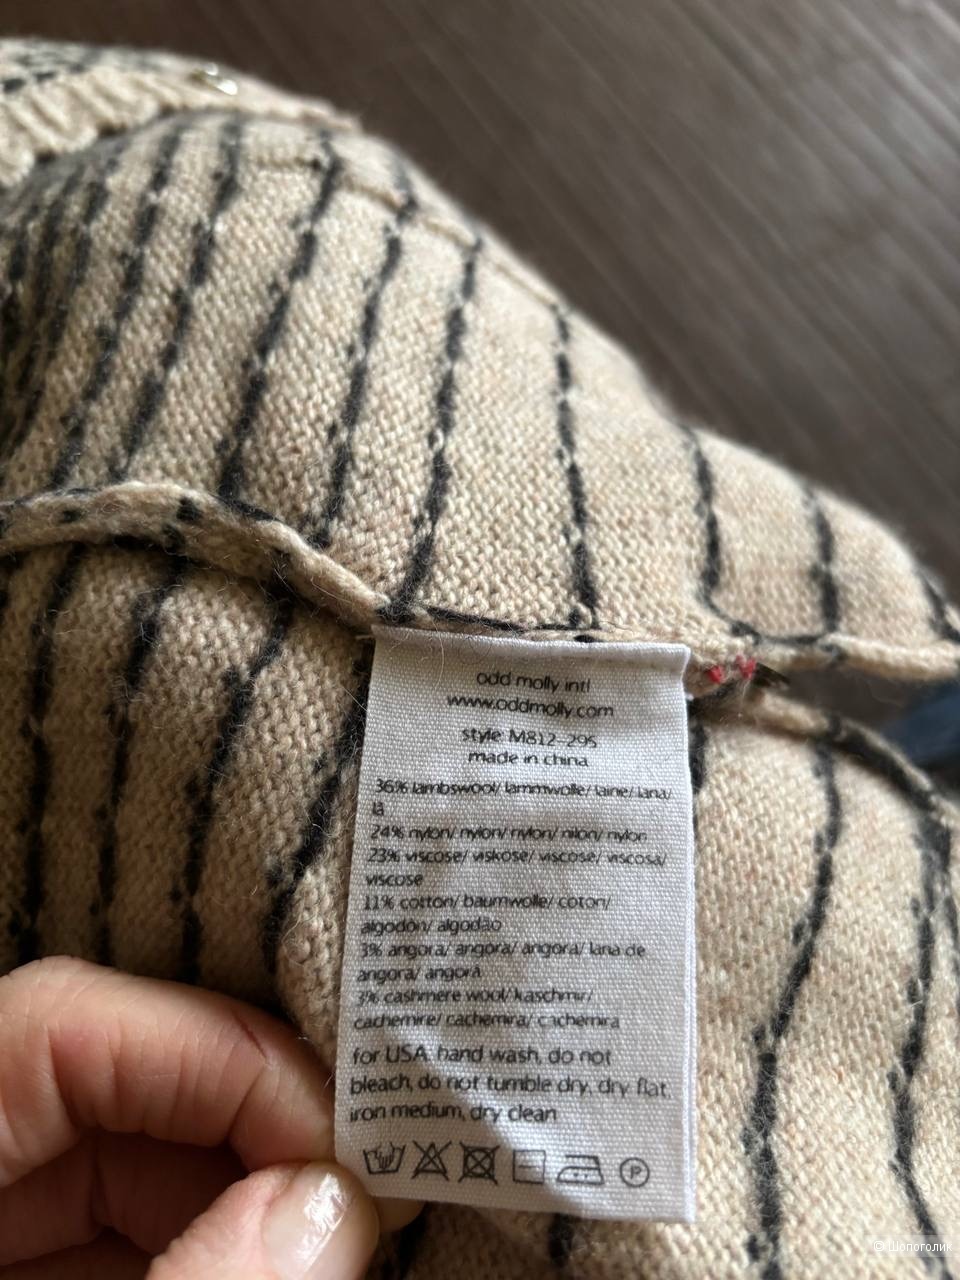 odd molly intl
www.oddmolly.com
style M812-295
made in china
36% lambswool/ lammwolle/ laine/ lana/
lã
24% nylon/ nylon/ nylon/ nilon/ nylon
23% viscose/ viskose/ viscose/ viscosa/
viscose
11% cotton/ baumwolle/ coton/
algodón/ algodão
3% angora/ angora/ angora/ lana de
angora/ angorá
3% cashmere wool/ kaschmir/
cachemire/ cachemira/ cachemira
for USA: hand wash, do not
bleach, do not tumble dry, dry flat,
iron medium, dry clean
P
© Шопоголик